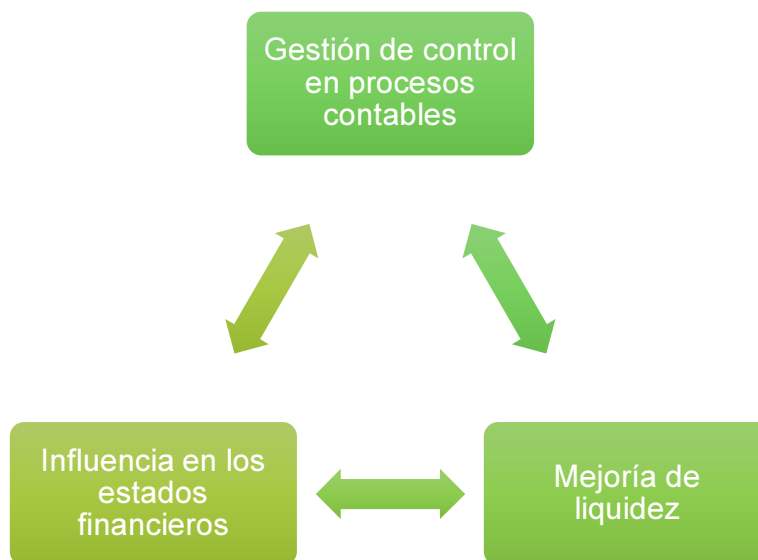 Gestión de control
en procesos
contables
Influencia en los
estados
financieros
Mejoría de
liquidez